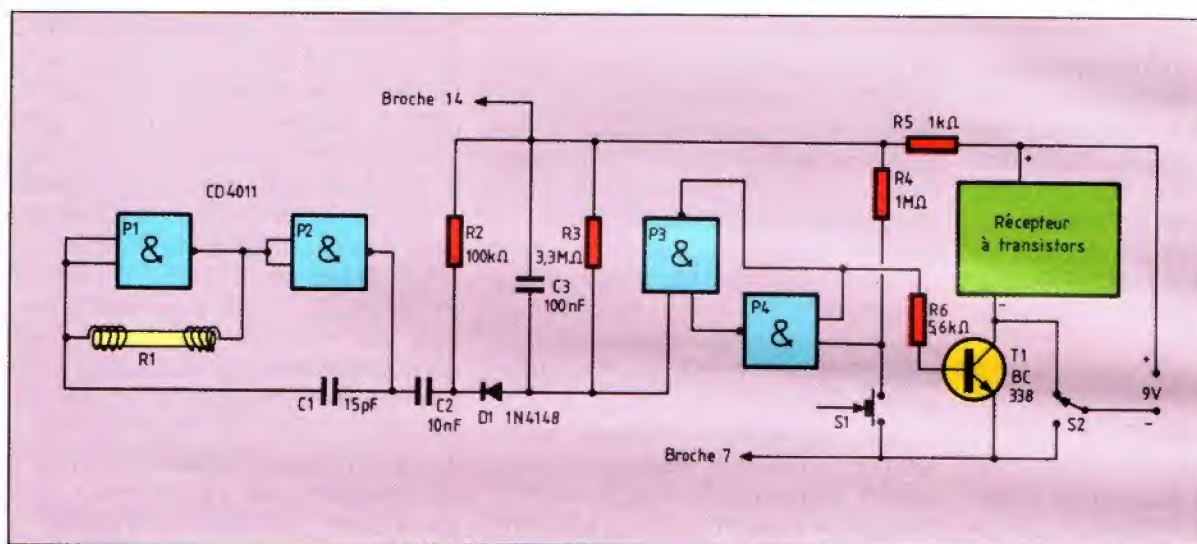 Broche 14
R5 1kΩ
+
CD4011
R4
1MΩ
Récepteur
à transistors
-
P1
&
P2
&
R2
100kΩ
R3
3,3MΩ
C3
100nF
P3
&
P4
&
R6
5,6kΩ
T1
BC
338
+
9V
-
R1
C1
15pF
C2
10nF
D1 1N4148
S1
S2
Broche 7